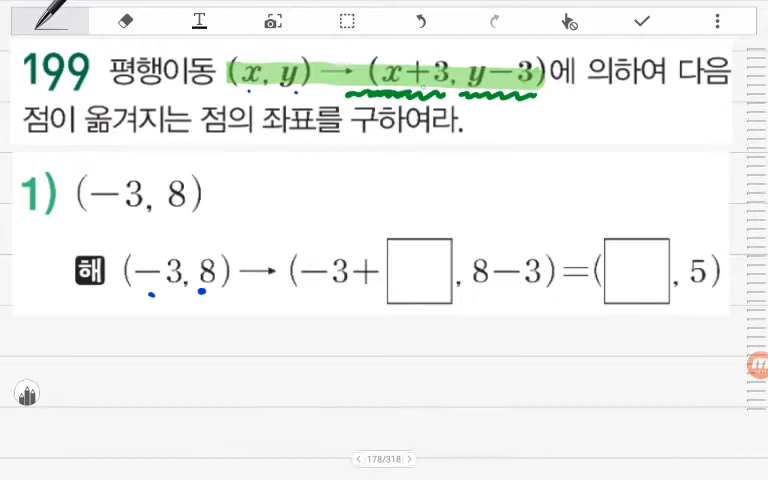 T
199 평행이동 (x, y) → (x+3, y−3)에 의하여 다음
점이 옮겨지는 점의 좌표를 구하여라.
1) (−3, 8)
해 (−3, 8) → (−3+□, 8−3)=(□, 5)
< 178/318 >